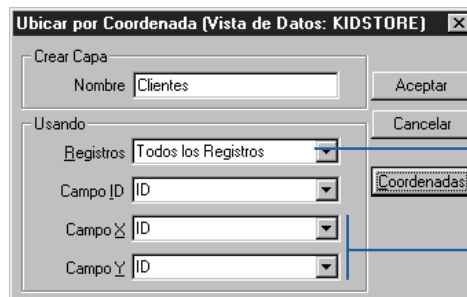 Ubicar por Coordenada (Vista de Datos: KIDSTORE)
Crear Capa
Nombre Clientes
Aceptar
Usando
Cancelar
Registros Todos los Registros
Coordenadas
Campo ID ID
Campo X ID
Campo Y ID